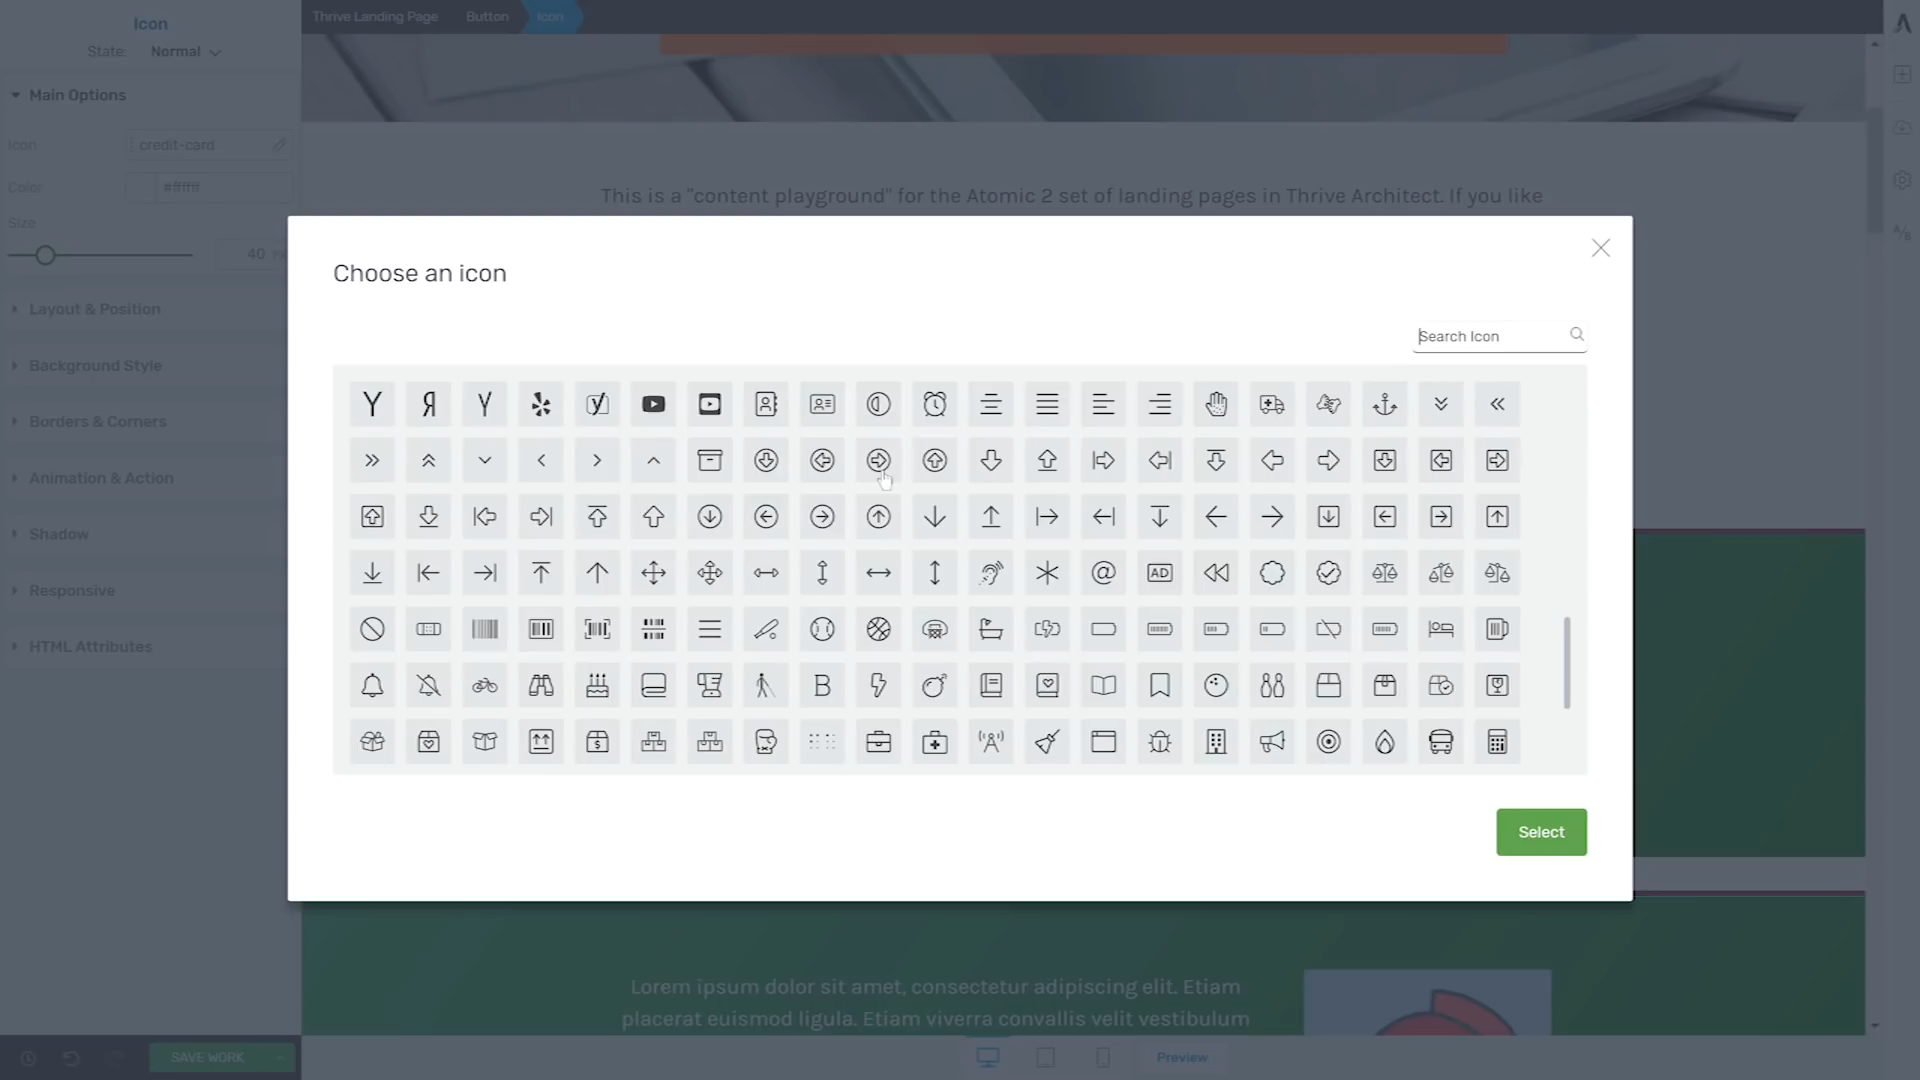 Icon
State: Normal
Main Options
Icon credit-card
Color #ffffff
Size
40 PX
Layout & Position
Background Style
Borders & Corners
Animation & Action
Shadow
Responsive
HTML Attributes
SAVE WORK
Thrive Landing Page Button Icon
This is a "content playground" for the Atomic 2 set of landing pages in Thrive Architect. If you like
Choose an icon
Search Icon
AD
Select
Lorem ipsum dolor sit amet, consectetur adipiscing elit. Etiam
placerat euismod ligula. Etiam viverra convallis velit vestibulum
Preview